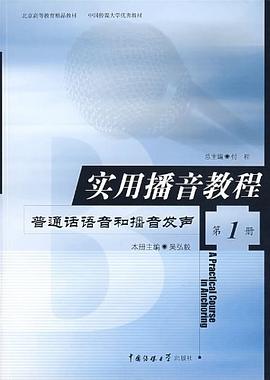 北京高等教育精品教材 中国传媒大学优秀教材
总主编◢付程
实用播音教程
普通话语音和播音发声
第1册
本册主编◢吴弘毅
A Practical Course
in Anchoring
中国传媒大学出版社